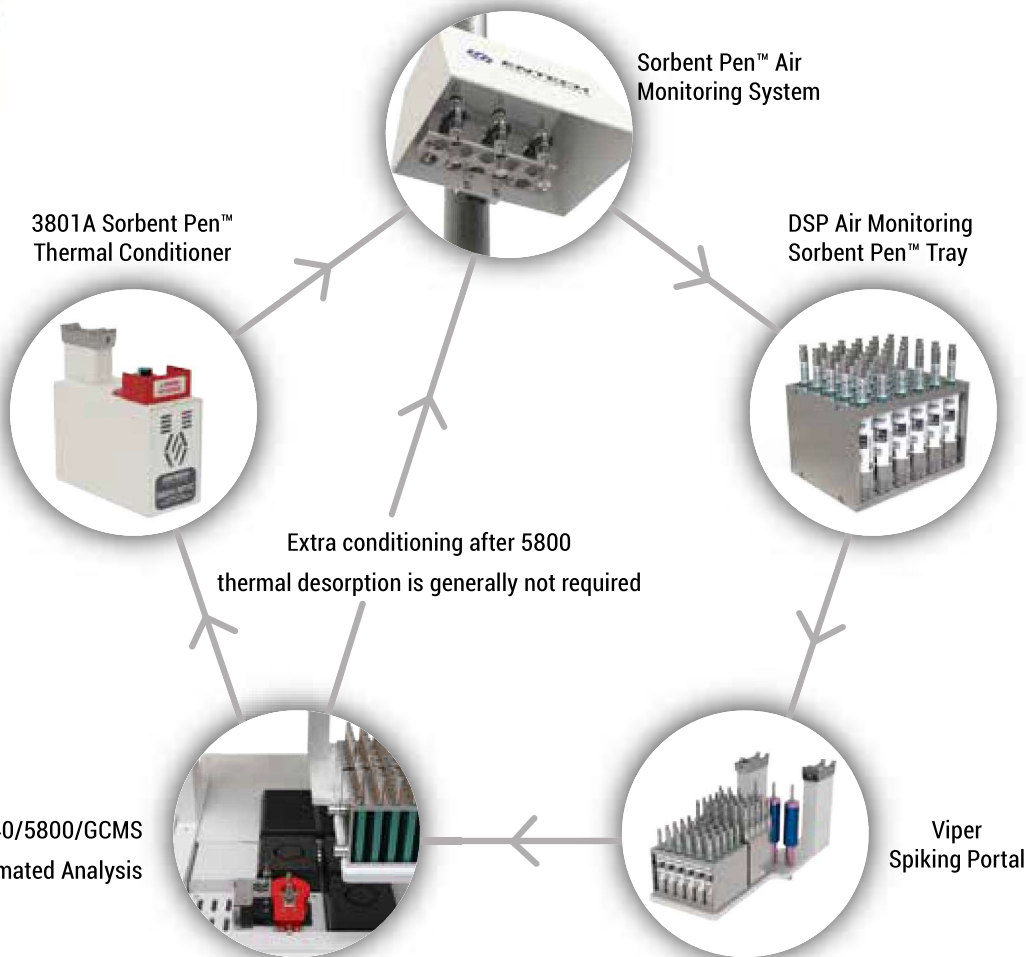 ENTECH
Sorbent Pen™ Air
Monitoring System
3801A Sorbent Pen™
Thermal Conditioner
DSP Air Monitoring
Sorbent Pen™ Tray
Extra conditioning after 5800
thermal desorption is generally not required
0/5800/GCMS
mated Analysis
Viper
Spiking Portal